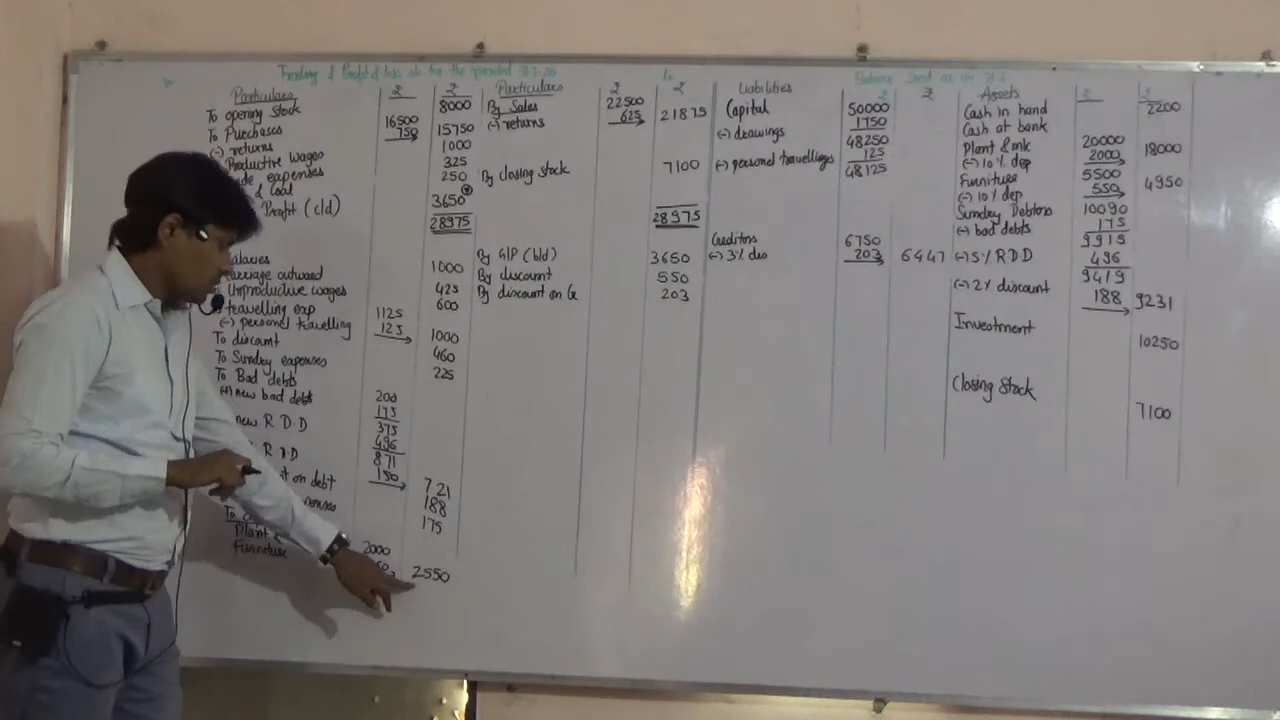 Trading & Profit & loss a/c for the
Particulars ₹ ₹ Particulars ₹ ₹
To opening stock 8000 By Sales 22500
To Purchases 16500
(-) returns 750 15750 (-) returns 625 21875
Productive Wages 1000
expenses 325
& Coal 250 By closing stock 7100
Profit (c/d) 3650
28975 28975
By G/P (b/d) 3650
Salaries 1000 By discount 550
Carriage outward 425 By discount on Cr 203
To Unproductive wages 600
travelling exp 1125
(-) personal travelling 125 1000
To discount 460
To Sundry expenses 225
To Bad debts 200
(+) new bad debt 175
375
new R D D 496
871
150 721
on debt 188
175
Plant &
Furniture 2000
2550
Balance Sheet as on 31.3
Liabilities ₹ ₹ Assets ₹ ₹
Capital 50000 Cash in hand 2200
(-) drawings 1750 Cash at bank
48250 Plant & 20000
(-) personal travellings 125 (-) 10% dep 2000 18000
48125 Furniture 5500
(-) 10% dep 550 4950
Sundry Debtors 10090
(-) bad debts 175
Creditors 6750 9915
(-) 3% dis 203 6447 (-) 5% RDD 496
9419
(-) 2% discount 188 9231
Investment 10250
Closing Stock 7100